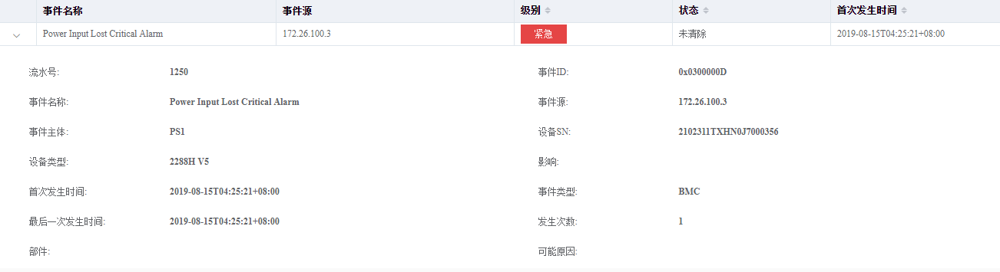 事件名称 事件源 级别 状态 首次发生时间
Power Input Lost Critical Alarm 172.26.100.3 紧急 未清除 2019-08-15T04:25:21+08:00
流水号: 1250 事件ID: 0x0300000D
事件名称: Power Input Lost Critical Alarm 事件源: 172.26.100.3
事件主体: PS1 设备SN: 2102311TXHN0J7000356
设备类型: 2288H V5 影响:
首次发生时间: 2019-08-15T04:25:21+08:00 事件类型: BMC
最后一次发生时间: 2019-08-15T04:25:21+08:00 发生次数: 1
部件: 可能原因: